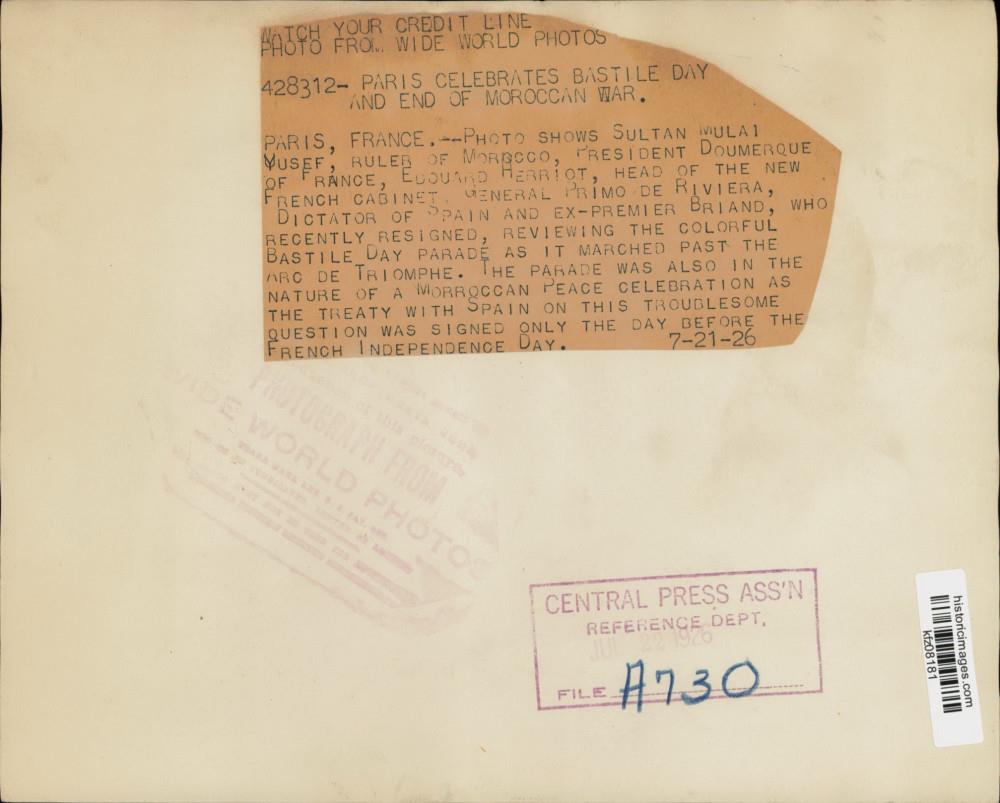 WATCH YOUR CREDIT LINE
PHOTO FROM WIDE WORLD PHOTOS
428312- PARIS CELEBRATES BASTILE DAY
AND END OF MOROCCAN WAR.
PARIS, FRANCE.--PHOTO SHOWS SULTAN MULAI
YUSEF, RULER OF MOROCCO, PRESIDENT DOUMERQUE
OF FRANCE, EDOUARD HERRIOT, HEAD OF THE NEW
FRENCH CABINET, GENERAL PRIMO DE RIVIERA,
DICTATOR OF SPAIN AND EX-PREMIER BRIAND, WHO
RECENTLY RESIGNED, REVIEWING THE COLORFUL
BASTILE DAY PARADE AS IT MARCHED PAST THE
ARC DE TRIOMPHE. THE PARADE WAS ALSO IN THE
NATURE OF A MORROCCAN PEACE CELEBRATION AS
THE TREATY WITH SPAIN ON THIS TROUBLESOME
QUESTION WAS SIGNED ONLY THE DAY BEFORE THE
FRENCH INDEPENDENCE DAY. 7-21-26
of this picture
PHOTOGRAPH FROM
WIDE WORLD PHOTOS
CENTRAL PRESS ASS'N
REFERENCE DEPT.
JUL 22 1926
FILE A730
historicimages.com
kfz08181